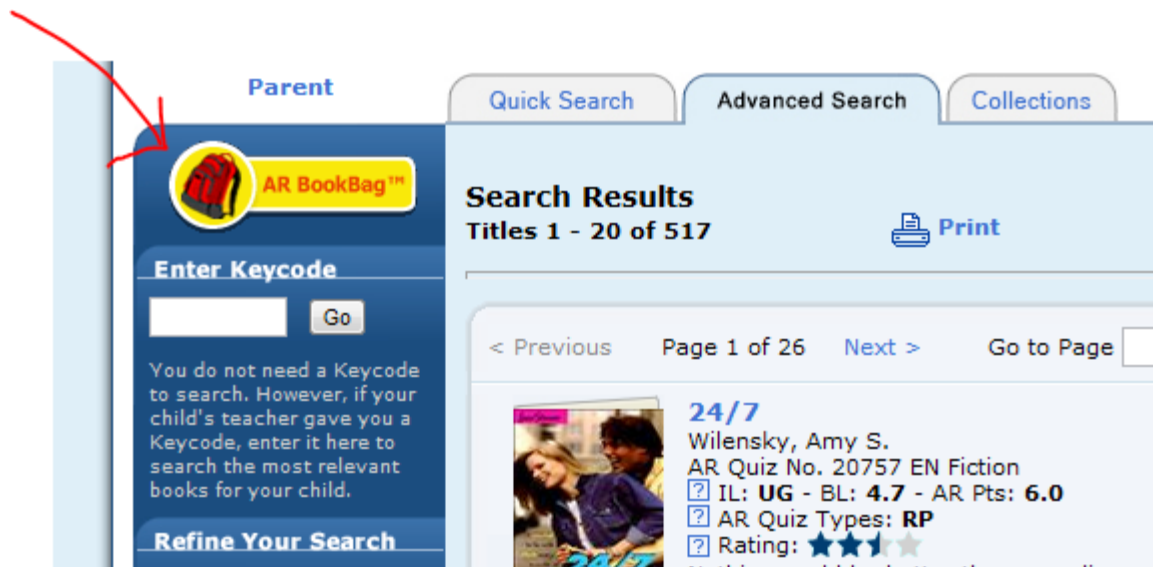 Parent
Quick Search
Advanced Search
Collections
AR BookBag™
Enter Keycode
Go
You do not need a Keycode
to search. However, if your
child's teacher gave you a
Keycode, enter it here to
search the most relevant
books for your child.
Refine Your Search
Search Results
Titles 1 - 20 of 517
Print
< Previous Page 1 of 26 Next > Go to Page
24/7
24/7
Wilensky, Amy S.
AR Quiz No. 20757 EN Fiction
? IL: UG - BL: 4.7 - AR Pts: 6.0
? AR Quiz Types: RP
? Rating: